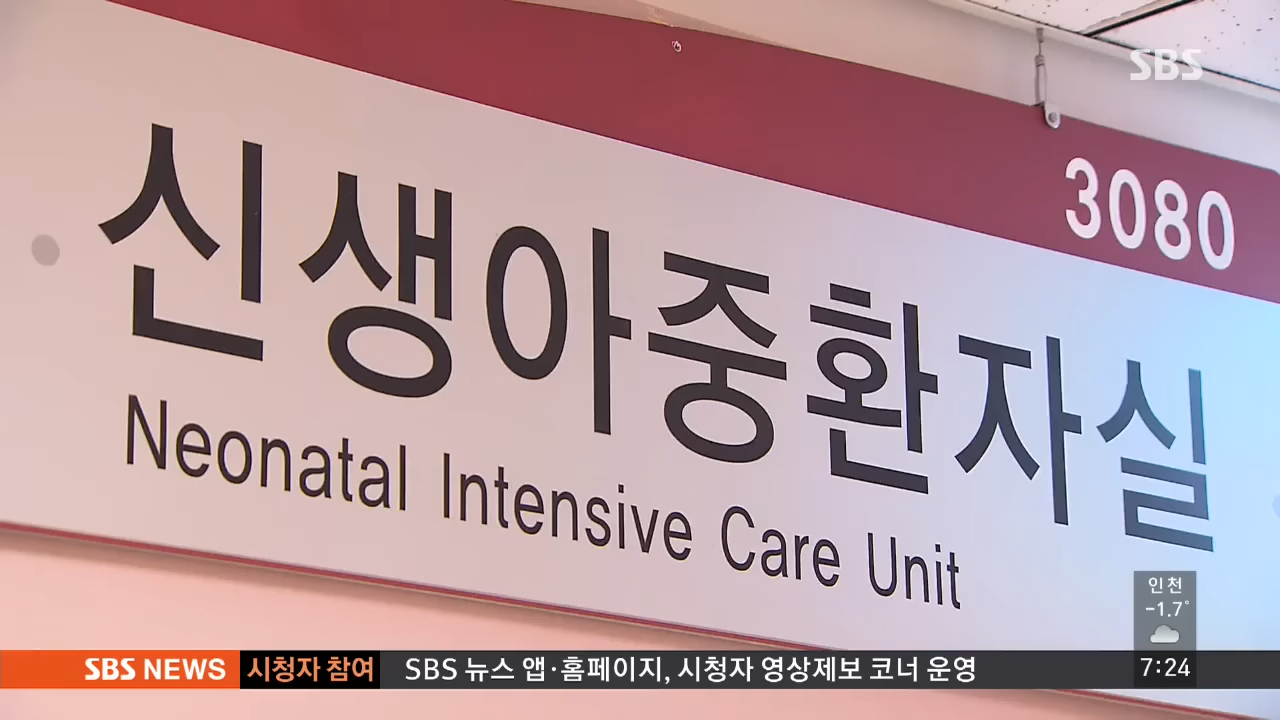 SBS
3080
신생아중환자실
Neonatal Intensive Care Unit
인천
-1.7°
SBS NEWS 시청자 참여 SBS 뉴스 앱·홈페이지, 시청자 영상제보 코너 운영 7:24